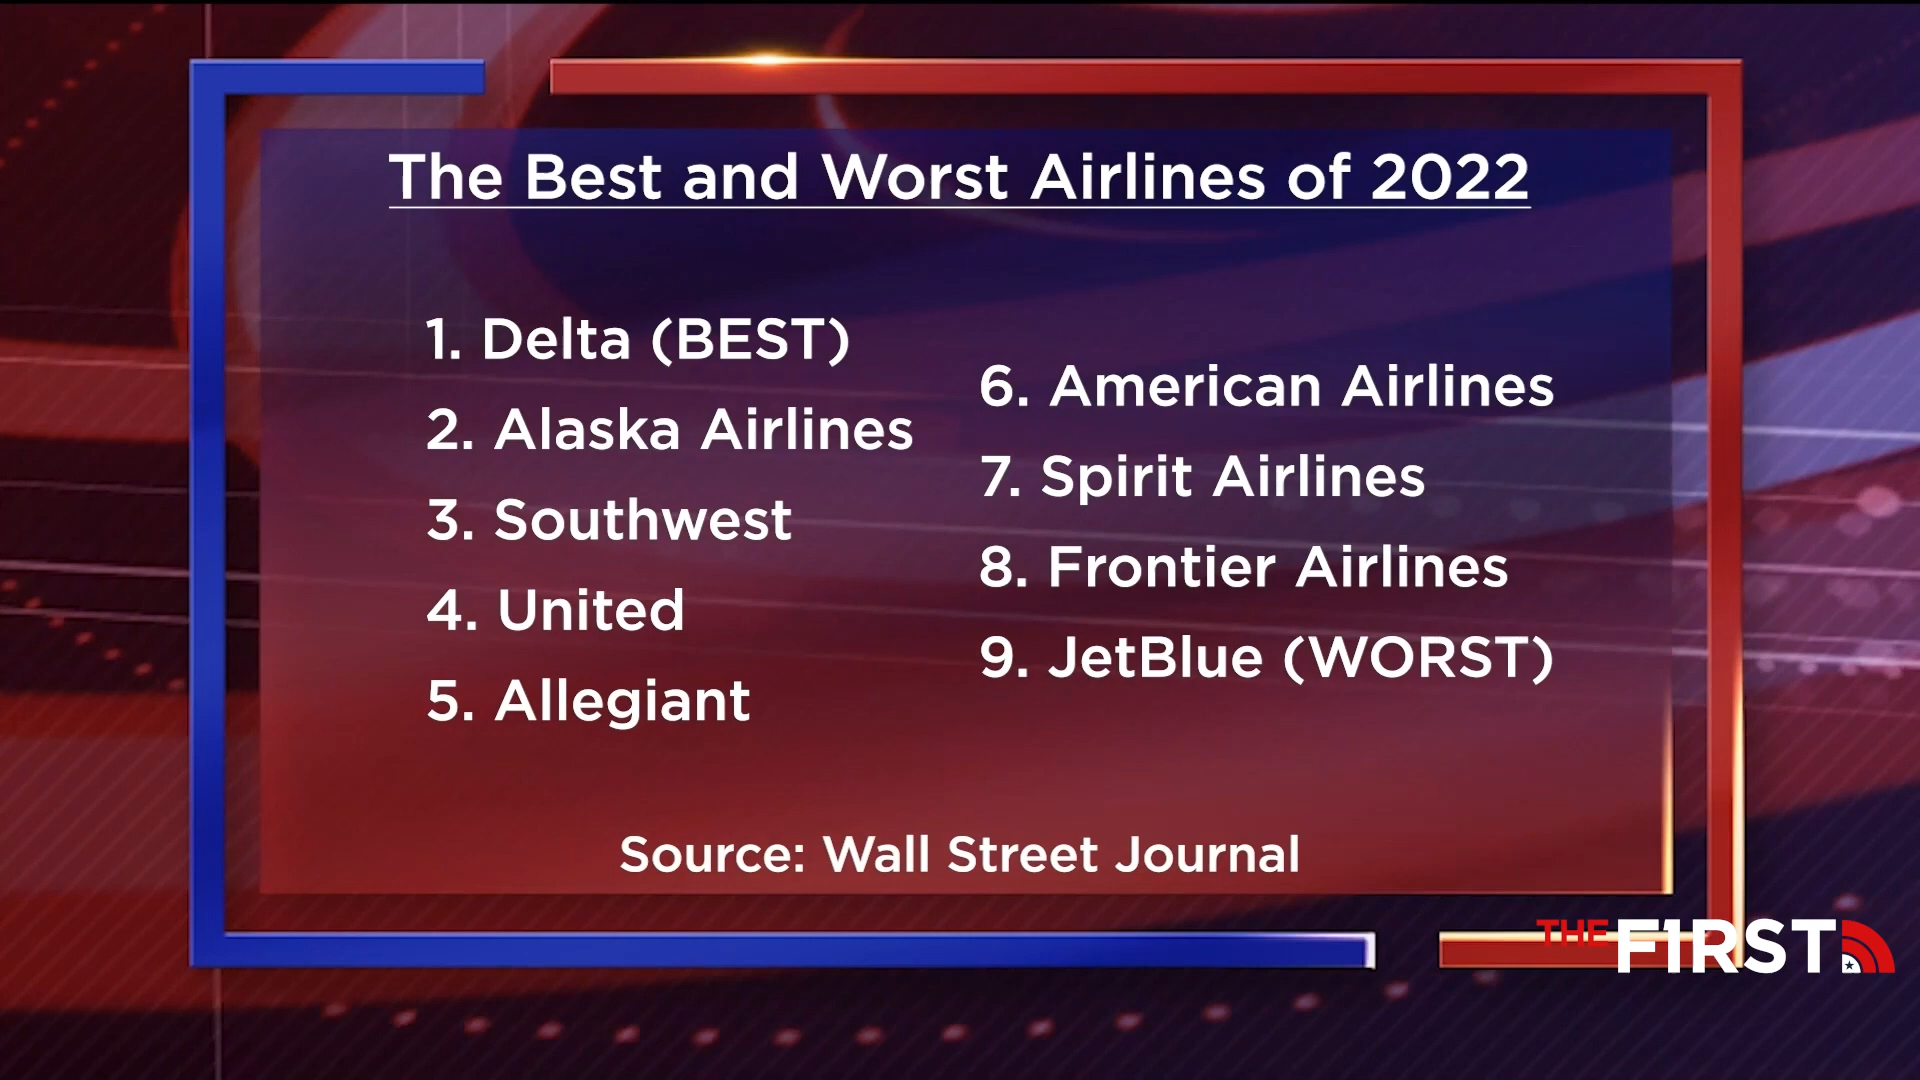 The Best and Worst Airlines of 2022
1. Delta (BEST)
2. Alaska Airlines
3. Southwest
4. United
5. Allegiant
6. American Airlines
7. Spirit Airlines
8. Frontier Airlines
9. JetBlue (WORST)
Source: Wall Street Journal
THE F1RST